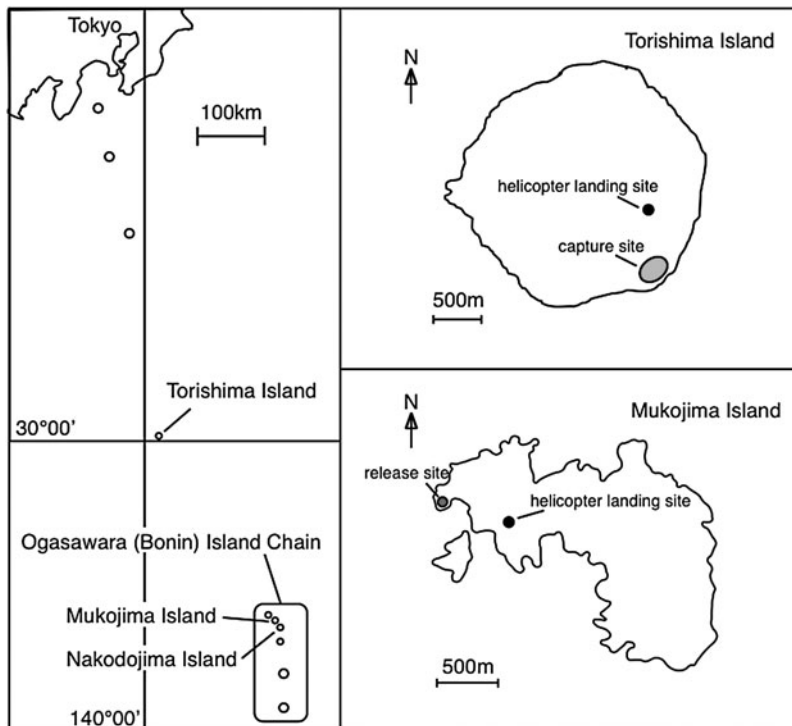 Tokyo
100km
Torishima Island
30°00'
Ogasawara (Bonin) Island Chain
Mukojima Island
Nakodojima Island
140°00'
Torishima Island
N
helicopter landing site
capture site
500m
Mukojima Island
N
release site
helicopter landing site
500m